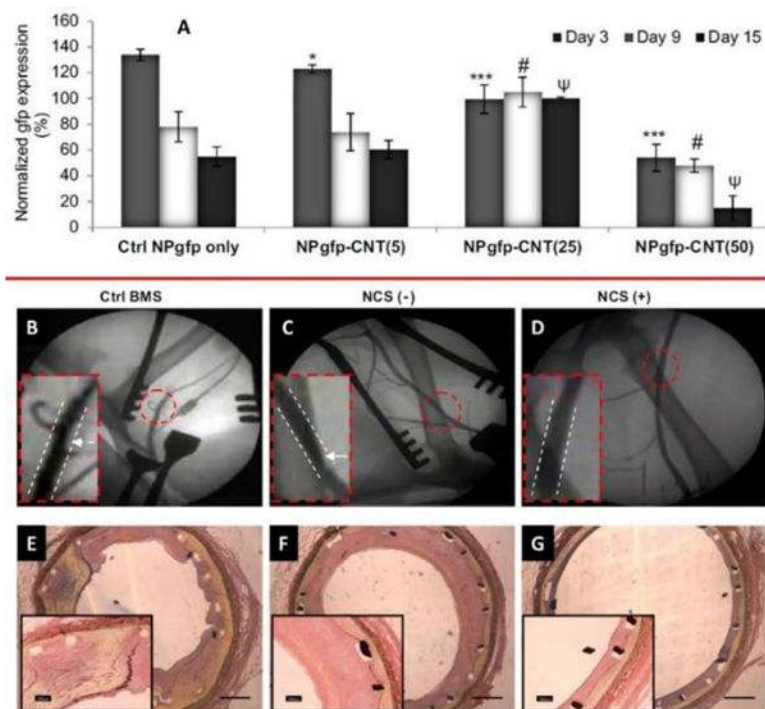 160
140
120
100
80
60
40
20
0
Normalized gfp expression
(%)
A
Day 3 Day 9 Day 15
*
***
#
ψ
***
#
ψ
Ctrl NPgfp only NPgfp-CNT(5) NPgfp-CNT(25) NPgfp-CNT(50)
Ctrl BMS NCS (-) NCS (+)
B C D
E F G